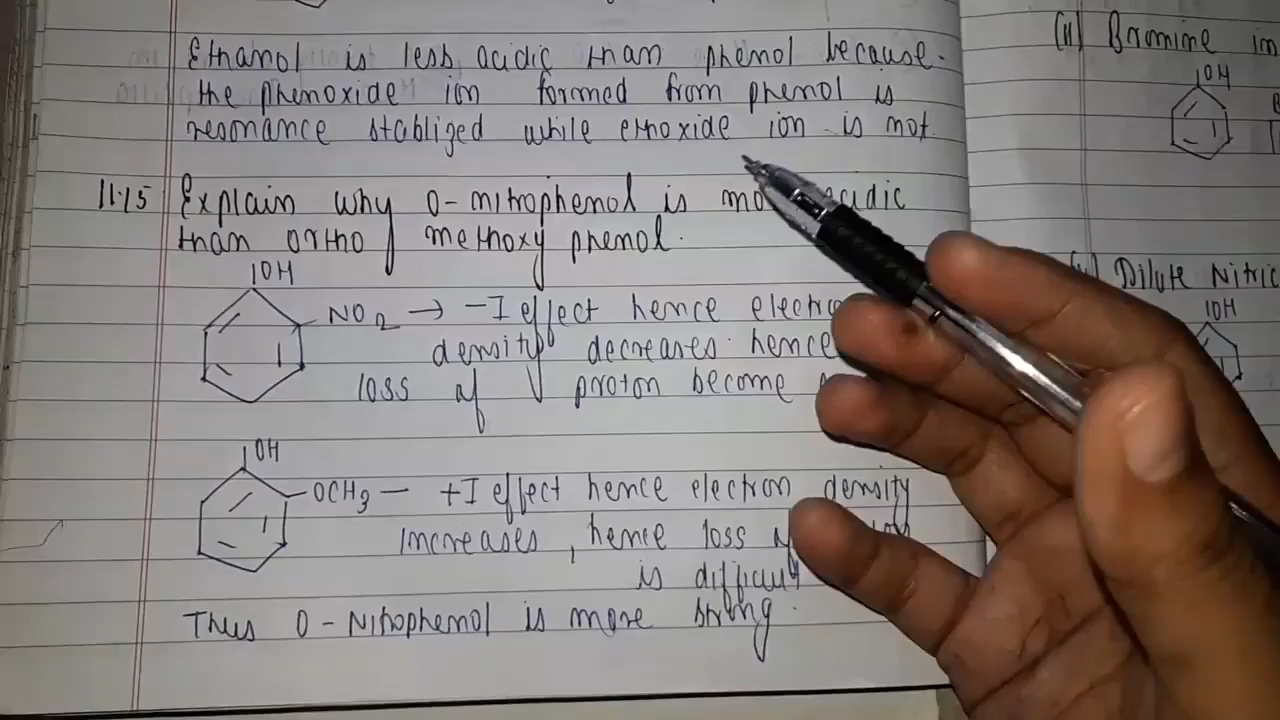 Ethanol is less acidic than phenol because
the phenoxide ion formed from phenol is
resonance stablized while ethoxide ion is not.
11.15 Explain why O-nitrophenol is acidic
than ortho methoxy phenol.
OH
NO2 → -I effect hence
density decreases hence
loss of proton become
OH
OCH3 — +I effect hence electron density
increases, hence loss
is difficult
Thus O-Nitrophenol is more strong.
(ii) Bromine in
OH
Dilute Nitric
OH